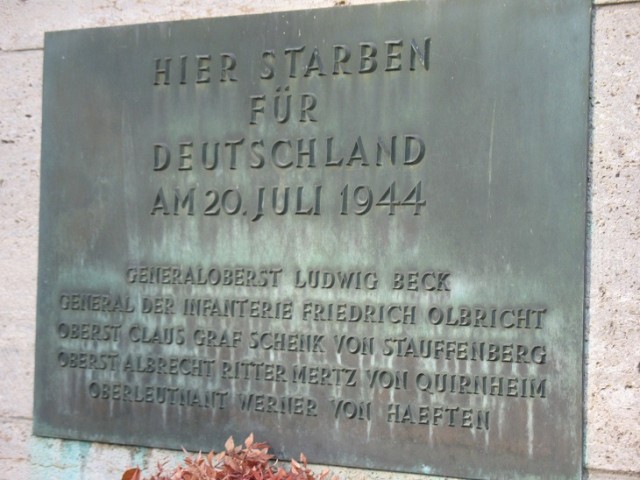 HIER STARBEN
FÜR
DEUTSCHLAND
AM 20. JULI 1944
GENERALOBERST LUDWIG BECK
GENERAL DER INFANTERIE FRIEDRICH OLBRICHT
OBERST CLAUS GRAF SCHENK VON STAUFFENBERG
OBERST ALBRECHT RITTER MERTZ VON QUIRNHEIM
OBERLEUTNANT WERNER VON HAEFTEN